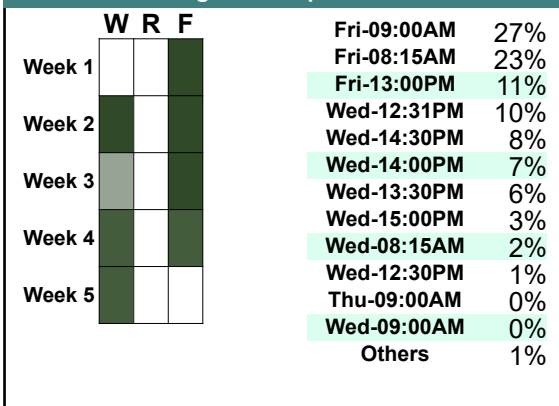 W R F
Week 1
Week 2
Week 3
Week 4
Week 5
Fri-09:00AM 27%
Fri-08:15AM 23%
Fri-13:00PM 11%
Wed-12:31PM 10%
Wed-14:30PM 8%
Wed-14:00PM 7%
Wed-13:30PM 6%
Wed-15:00PM 3%
Wed-08:15AM 2%
Wed-12:30PM 1%
Thu-09:00AM 0%
Wed-09:00AM 0%
Others 1%